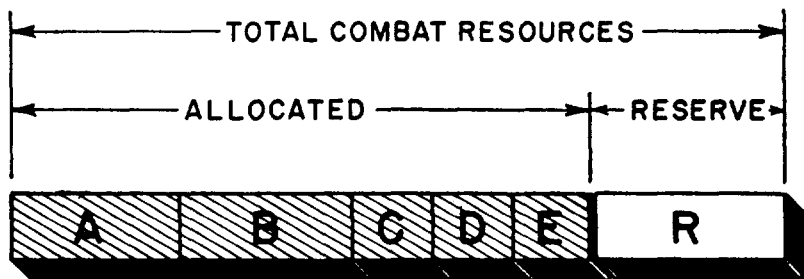 TOTAL COMBAT RESOURCES
ALLOCATED RESERVE
A B C D E R